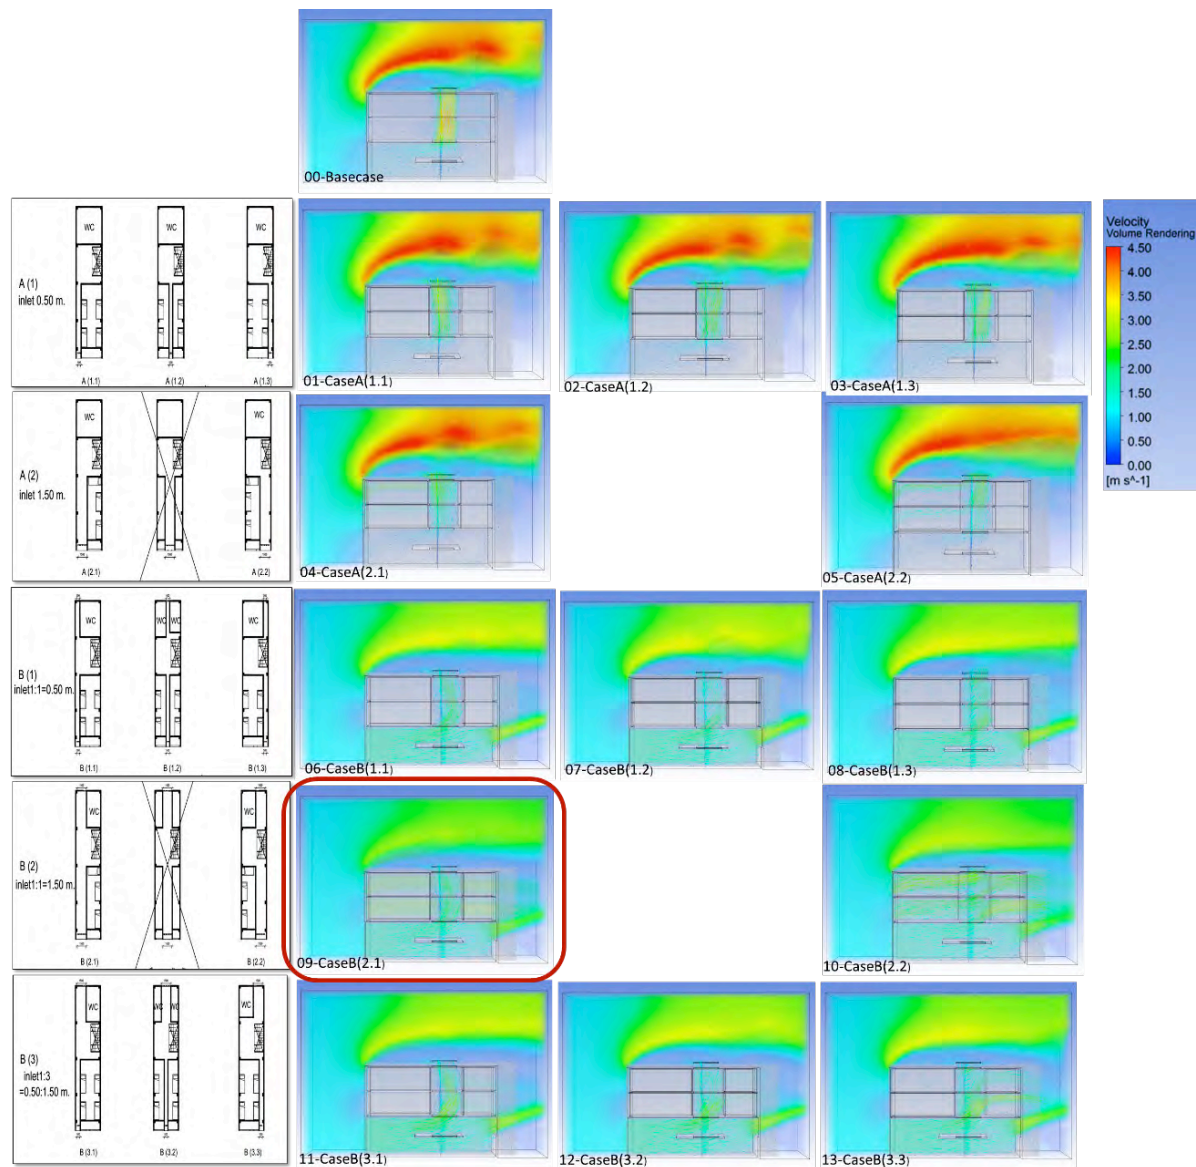 00-Basecase
WC
WC
WC
A (1)
inlet 0.50 m.
A (1.1)
A (1.2)
A (1.3)
01-CaseA(1.1)
02-CaseA(1.2)
03-CaseA(1.3)
Velocity
Volume Rendering
4.50
4.00
3.50
3.00
2.50
2.00
1.50
1.00
0.50
0.00
[m s^-1]
WC
WC
A (2)
inlet 1.50 m.
A (2.1)
A (2.2)
04-CaseA(2.1)
05-CaseA(2.2)
WC
WC
WC
WC
B (1)
inlet1:1=0.50 m.
B (1.1)
B (1.2)
B (1.3)
06-CaseB(1.1)
07-CaseB(1.2)
08-CaseB(1.3)
WC
WC
B (2)
inlet1:1=1.50 m.
B (2.1)
B (2.2)
09-CaseB(2.1)
10-CaseB(2.2)
WC
WC
WC
WC
B (3)
inlet1:3
=0.50:1.50 m.
B (3.1)
B (3.2)
B (3.3)
11-CaseB(3.1)
12-CaseB(3.2)
13-CaseB(3.3)